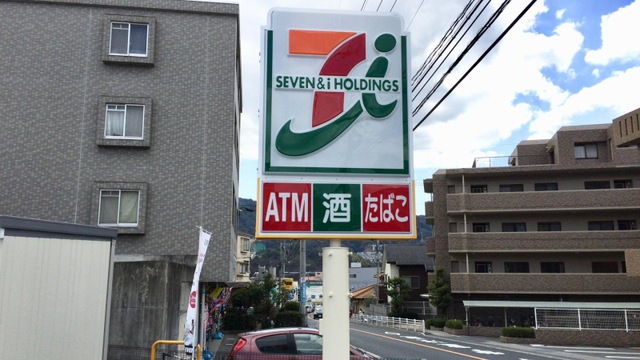 SEVEN & i HOLDINGS
ATM 酒 たばこ